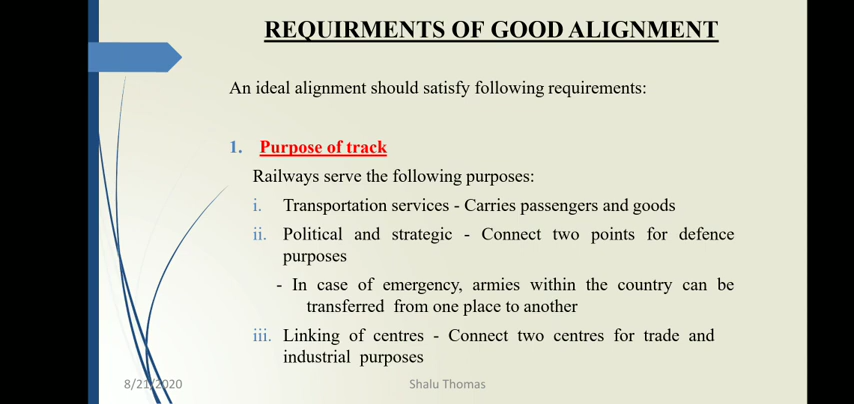 REQUIRMENTS OF GOOD ALIGNMENT
An ideal alignment should satisfy following requirements:
1. Purpose of track
Railways serve the following purposes:
i. Transportation services - Carries passengers and goods
ii. Political and strategic - Connect two points for defence
purposes
- In case of emergency, armies within the country can be
transferred from one place to another
iii. Linking of centres - Connect two centres for trade and
industrial purposes
8/21/2020
Shalu Thomas